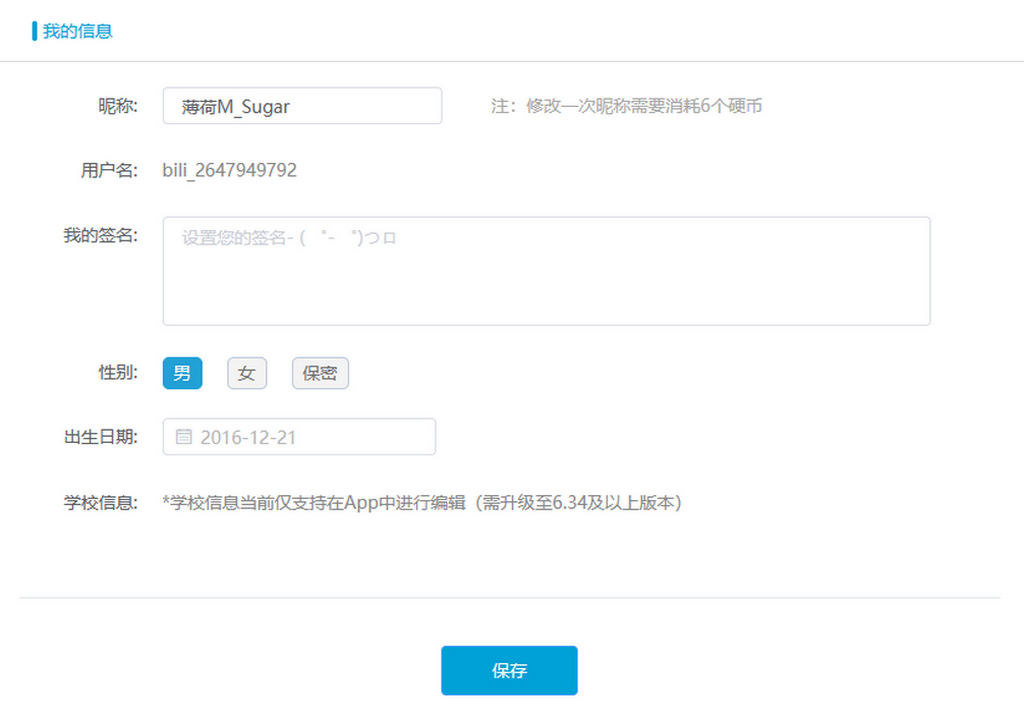 我的信息
昵称: 薄荷M_Sugar 注：修改一次昵称需要消耗6个硬币
用户名: bili_2647949792
我的签名: 设置您的签名- ( ゜- ゜)つロ
性别: 男 女 保密
出生日期: 2016-12-21
学校信息: *学校信息当前仅支持在App中进行编辑（需升级至6.34及以上版本）
保存